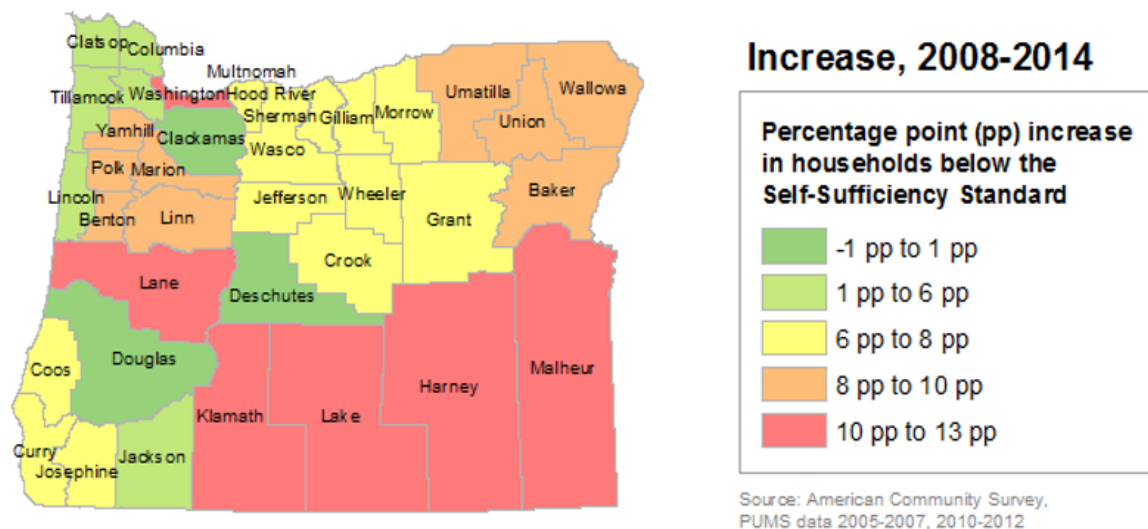 Increase, 2008-2014
Clatsop
Columbia
Multnomah
Tillamook
Washington
Hood River
Sherman
Gilliam
Morrow
Umatilla
Wallowa
Union
Yamhill
Clackamas
Wasco
Polk
Marion
Baker
Lincoln
Jefferson
Wheeler
Grant
Benton
Linn
Crook
Lane
Deschutes
Douglas
Coos
Malheur
Harney
Klamath
Lake
Curry
Josephine
Jackson
Percentage point (pp) increase
in households below the
Self-Sufficiency Standard
-1 pp to 1 pp
1 pp to 6 pp
6 pp to 8 pp
8 pp to 10 pp
10 pp to 13 pp
Source: American Community Survey,
PUMS data 2005-2007, 2010-2012